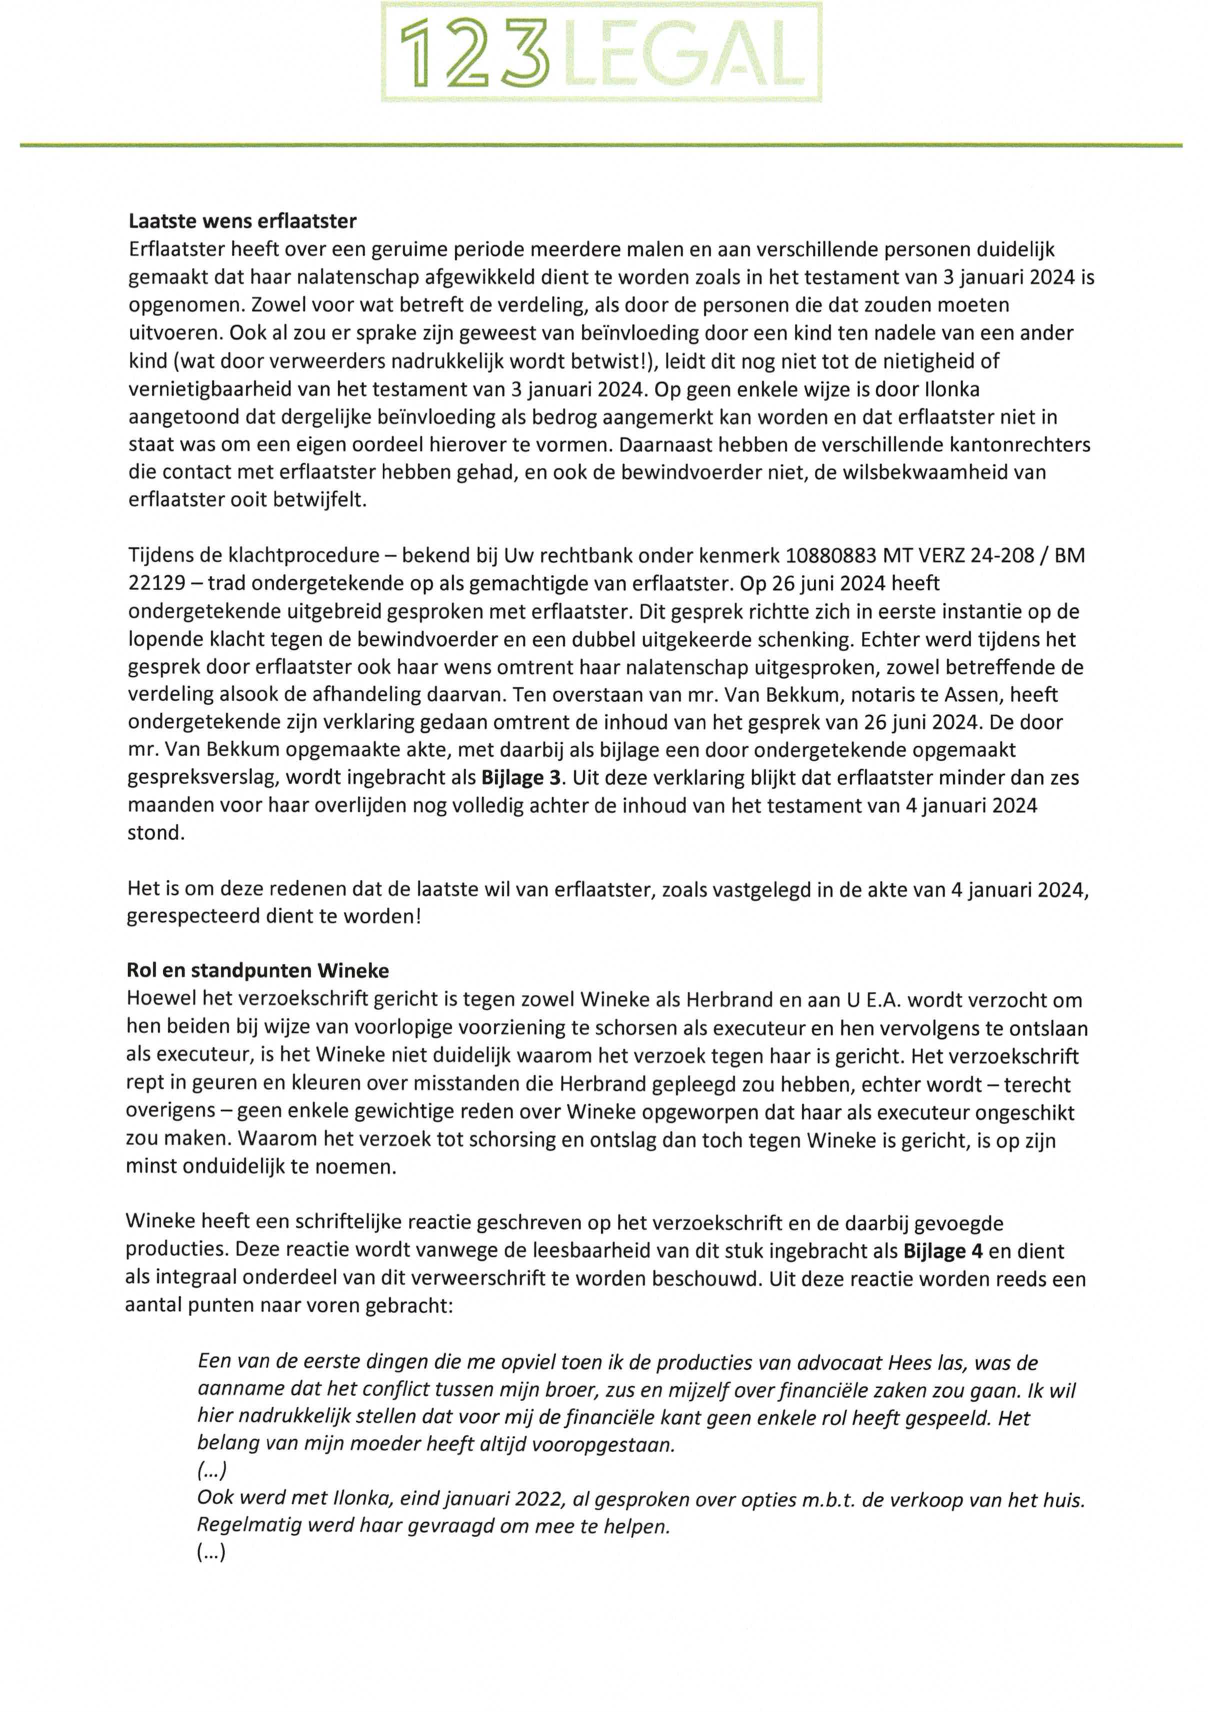 123LEGAL
Laatste wens erflaatster
Erflaatster heeft over een geruime periode meerdere malen en aan verschillende personen duidelijk
gemaakt dat haar nalatenschap afgewikkeld dient te worden zoals in het testament van 3 januari 2024 is
opgenomen. Zowel voor wat betreft de verdeling, als door de personen die dat zouden moeten
uitvoeren. Ook al zou er sprake zijn geweest van beïnvloeding door een kind ten nadele van een ander
kind (wat door verweerders nadrukkelijk wordt betwist!), leidt dit nog niet tot de nietigheid of
vernietigbaarheid van het testament van 3 januari 2024. Op geen enkele wijze is door Ilonka
aangetoond dat dergelijke beïnvloeding als bedrog aangemerkt kan worden en dat erflaatster niet in
staat was om een eigen oordeel hierover te vormen. Daarnaast hebben de verschillende kantonrechters
die contact met erflaatster hebben gehad, en ook de bewindvoerder niet, de wilsbekwaamheid van
erflaatster ooit betwijfelt.
Tijdens de klachtprocedure – bekend bij Uw rechtbank onder kenmerk 10880883 MT VERZ 24-208 / BM
22129 – trad ondergetekende op als gemachtigde van erflaatster. Op 26 juni 2024 heeft
ondergetekende uitgebreid gesproken met erflaatster. Dit gesprek richtte zich in eerste instantie op de
lopende klacht tegen de bewindvoerder en een dubbel uitgekeerde schenking. Echter werd tijdens het
gesprek door erflaatster ook haar wens omtrent haar nalatenschap uitgesproken, zowel betreffende de
verdeling alsook de afhandeling daarvan. Ten overstaan van mr. Van Bekkum, notaris te Assen, heeft
ondergetekende zijn verklaring gedaan omtrent de inhoud van het gesprek van 26 juni 2024. De door
mr. Van Bekkum opgemaakte akte, met daarbij als bijlage een door ondergetekende opgemaakt
gespreksverslag, wordt ingebracht als Bijlage 3. Uit deze verklaring blijkt dat erflaatster minder dan zes
maanden voor haar overlijden nog volledig achter de inhoud van het testament van 4 januari 2024
stond.
Het is om deze redenen dat de laatste wil van erflaatster, zoals vastgelegd in de akte van 4 januari 2024,
gerespecteerd dient te worden!
Rol en standpunten Wineke
Hoewel het verzoekschrift gericht is tegen zowel Wineke als Herbrand en aan U E.A. wordt verzocht om
hen beiden bij wijze van voorlopige voorziening te schorsen als executeur en hen vervolgens te ontslaan
als executeur, is het Wineke niet duidelijk waarom het verzoek tegen haar is gericht. Het verzoekschrift
rept in geuren en kleuren over misstanden die Herbrand gepleegd zou hebben, echter wordt – terecht
overigens – geen enkele gewichtige reden over Wineke opgeworpen dat haar als executeur ongeschikt
zou maken. Waarom het verzoek tot schorsing en ontslag dan toch tegen Wineke is gericht, is op zijn
minst onduidelijk te noemen.
Wineke heeft een schriftelijke reactie geschreven op het verzoekschrift en de daarbij gevoegde
producties. Deze reactie wordt vanwege de leesbaarheid van dit stuk ingebracht als Bijlage 4 en dient
als integraal onderdeel van dit verweerschrift te worden beschouwd. Uit deze reactie worden reeds een
aantal punten naar voren gebracht:
Een van de eerste dingen die me opviel toen ik de producties van advocaat Hees las, was de
aanname dat het conflict tussen mijn broer, zus en mijzelf over financiële zaken zou gaan. Ik wil
hier nadrukkelijk stellen dat voor mij de financiële kant geen enkele rol heeft gespeeld. Het
belang van mijn moeder heeft altijd vooropgestaan.
(...)
Ook werd met Ilonka, eind januari 2022, al gesproken over opties m.b.t. de verkoop van het huis.
Regelmatig werd haar gevraagd om mee te helpen.
(...)